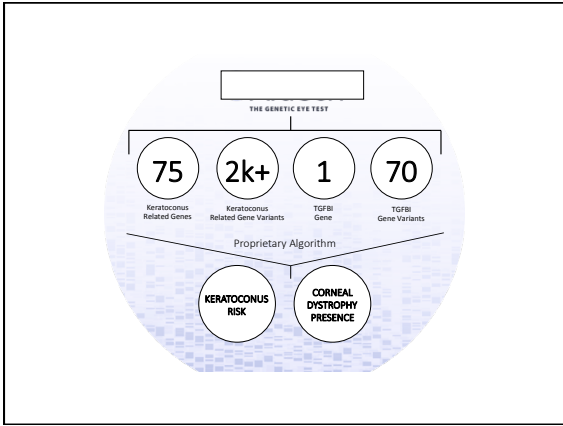 THE GENETIC EYE TEST
75
2k+
1
70
Keratoconus
Related Genes
Keratoconus
Related Gene Variants
TGFBI
Gene
TGFBI
Gene Variants
Proprietary Algorithm
KERATOCONUS
RISK
CORNEAL
DYSTROPHY
PRESENCE